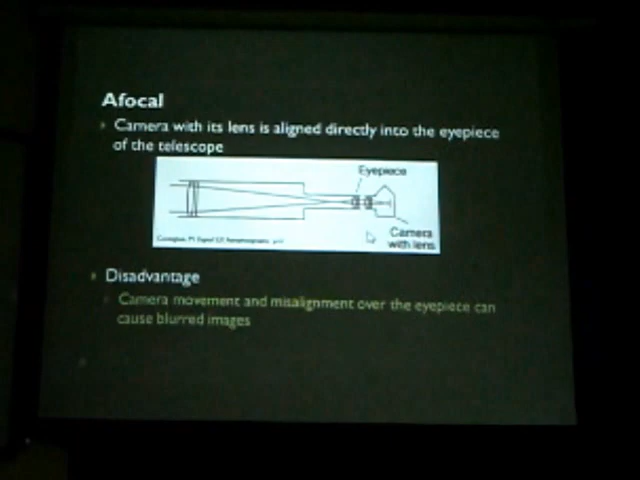 Afocal
Camera with its lens is aligned directly into the eyepiece
of the telescope
Eyepiece
Camera
with lens
Disadvantage
Camera movement and misalignment over the eyepiece can
cause blurred images